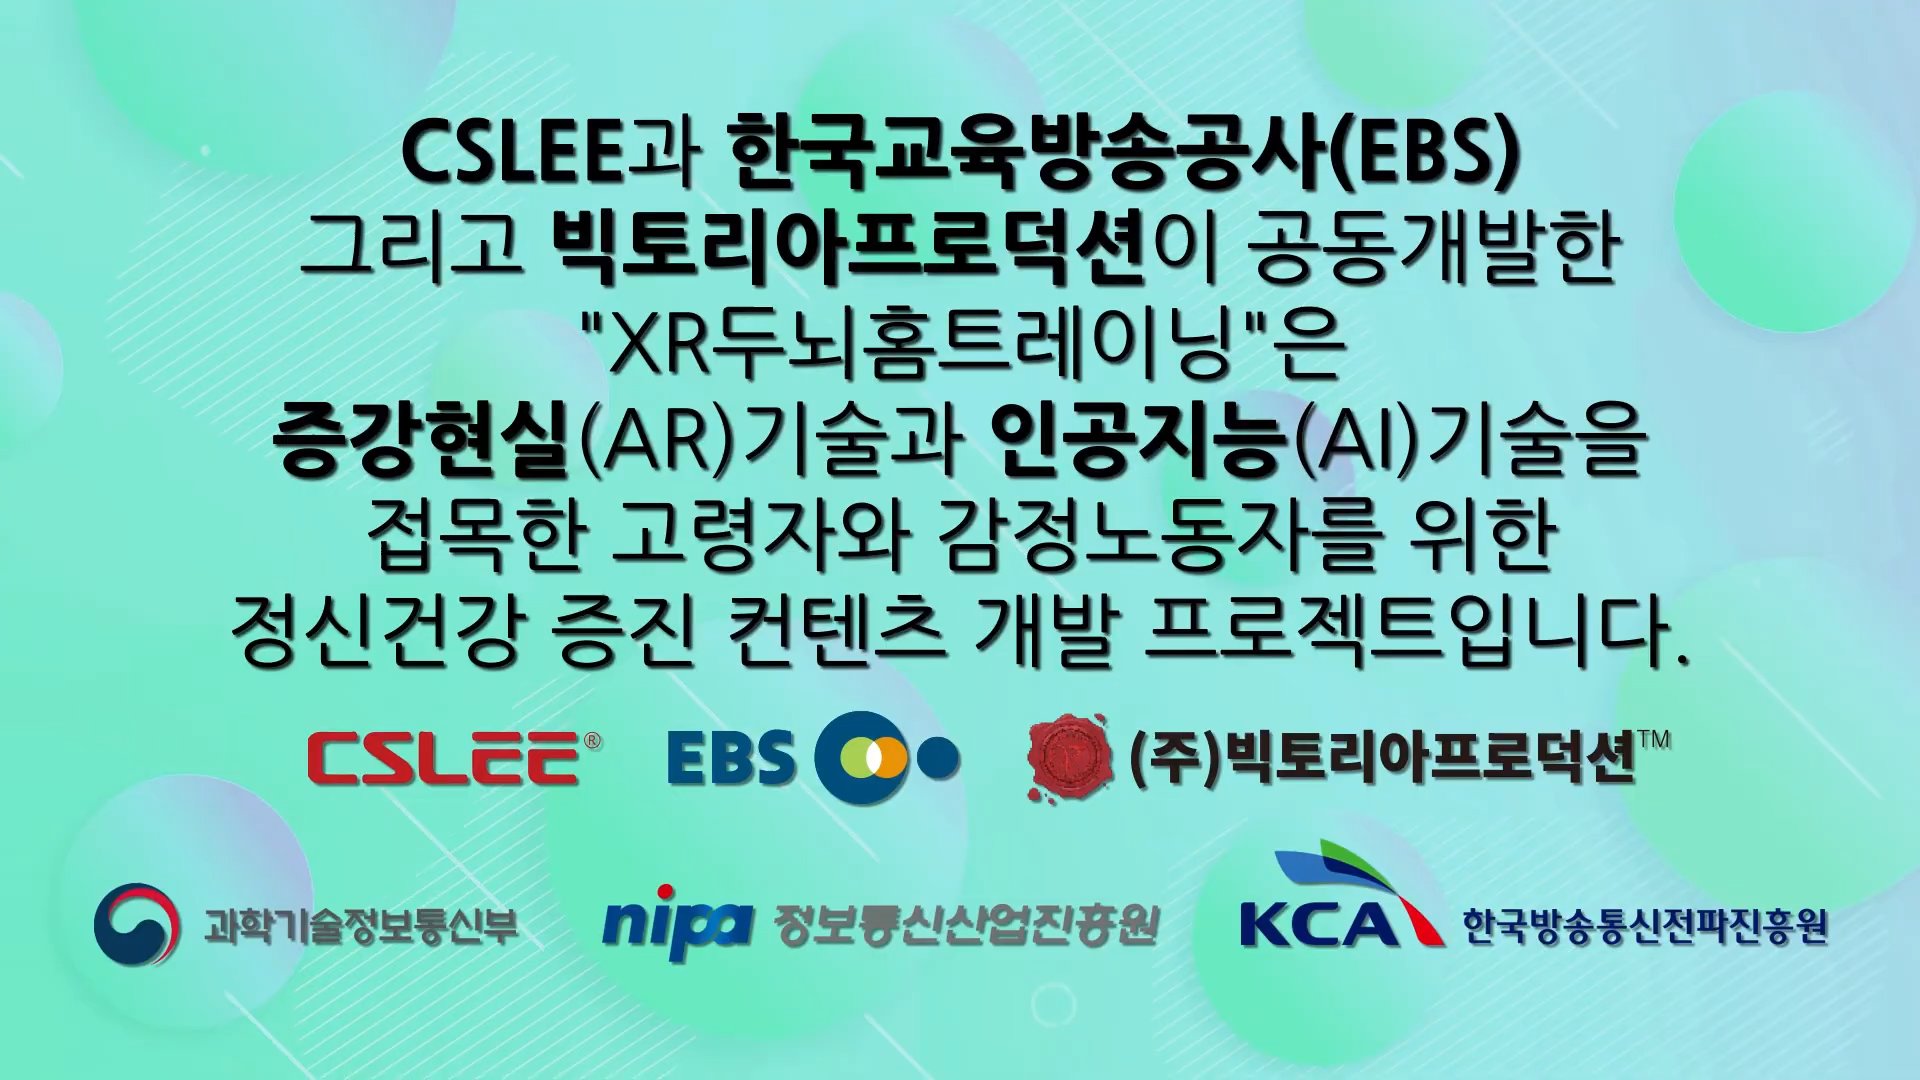 CSLEE과 한국교육방송공사(EBS)
그리고 빅토리아프로덕션이 공동개발한
"XR두뇌홈트레이닝"은
증강현실(AR)기술과 인공지능(AI)기술을
접목한 고령자와 감정노동자를 위한
정신건강 증진 컨텐츠 개발 프로젝트입니다.
CSLEE® EBS (주)빅토리아프로덕션™
과학기술정보통신부 nipa 정보통신산업진흥원 KCA 한국방송통신전파진흥원